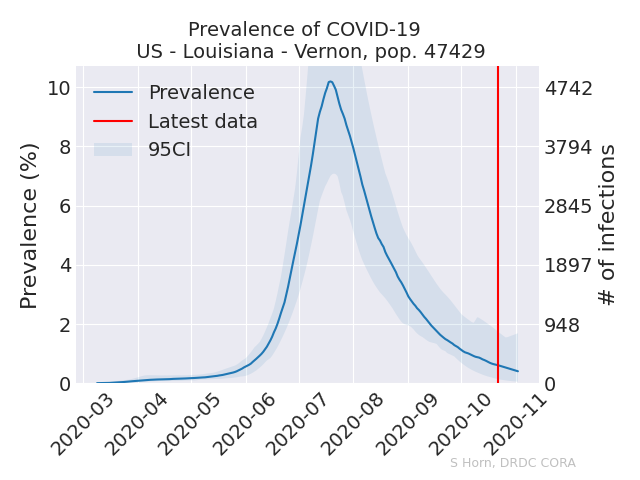 Prevalence of COVID-19
US - Louisiana - Vernon, pop. 47429
Prevalence
Latest data
95CI
Prevalence (%)
10
8
6
4
2
0
4742
3794
2845
1897
948
0
# of infections
2020-03
2020-04
2020-05
2020-06
2020-07
2020-08
2020-09
2020-10
2020-11
S Horn, DRDC CORA